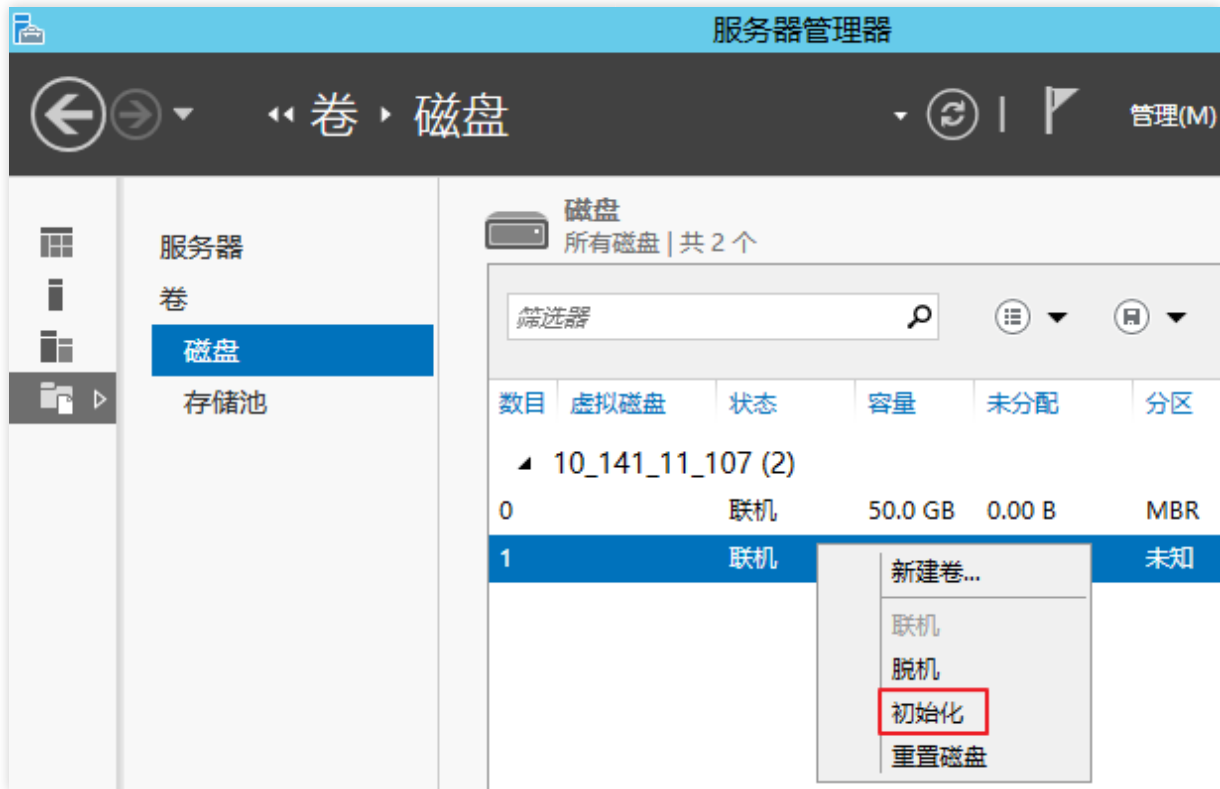 服务器管理器
卷 磁盘
管理(M)
服务器
卷
磁盘
存储池
磁盘
所有磁盘 | 共 2 个
筛选器
数目 虚拟磁盘 状态 容量 未分配 分区
10_141_11_107 (2)
0 联机 50.0 GB 0.00 B MBR
1 联机 未知
新建卷...
联机
脱机
初始化
重置磁盘